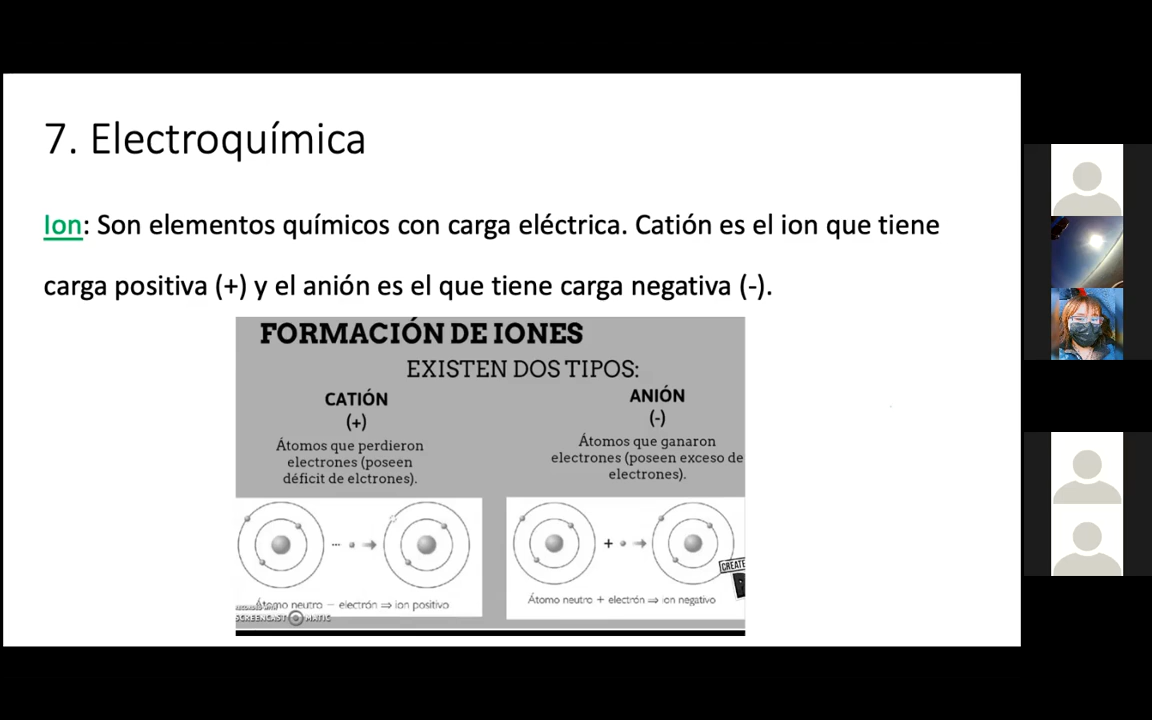 7. Electroquímica
Ion: Son elementos químicos con carga eléctrica. Catión es el ion que tiene
carga positiva (+) y el anión es el que tiene carga negativa (-).
FORMACIÓN DE IONES
EXISTEN DOS TIPOS:
CATIÓN
(+)
Átomos que perdieron
electrones (poseen
déficit de elctrones).
ANIÓN
(-)
Átomos que ganaron
electrones (poseen exceso de
electrones).
+
CREATE
Átomo neutro − electrón ⇒ ion positivo
Átomo neutro + electrón ⇒ ion negativo
SCREENCAST MATIC